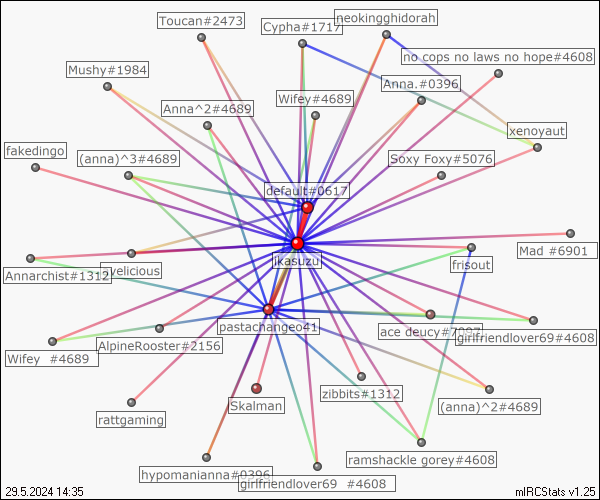 Toucan#2473
Cypha#1717
neokingghidorah
no cops no laws no hope#4608
Mushy#1984
Anna.#0396
Wifey#4689
Anna^2#4689
xenoyaut
fakedingo
(anna)^3#4689
Soxy Foxy#5076
default#0617
jkasuzui
Mad #6901
frisout
Annarchist#1312
velicious
pastachangeo41
ace deucy#7097
girlfriendlover69#4608
AlpineRooster#2156
Wifey #4689
zibbits#1312
(anna)^2#4689
Skalman
rattgaming
ramshackle gorey#4608
hypomanianna#0396
girlfriendlover69 #4608
29.5.2024 14:35
mIRCStats v1.25